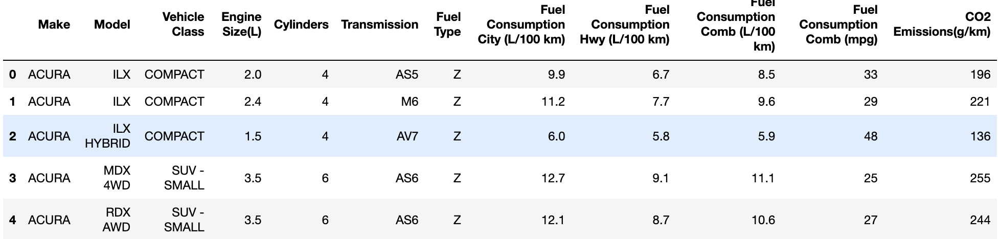 Make Model Vehicle Class Engine Size(L) Cylinders Transmission Fuel Type Fuel Consumption City (L/100 km) Fuel Consumption Hwy (L/100 km) Fuel Consumption Comb (L/100 km) Fuel Consumption Comb (mpg) CO2 Emissions(g/km)
0 ACURA ILX COMPACT 2.0 4 AS5 Z 9.9 6.7 8.5 33 196
1 ACURA ILX COMPACT 2.4 4 M6 Z 11.2 7.7 9.6 29 221
2 ACURA ILX HYBRID COMPACT 1.5 4 AV7 Z 6.0 5.8 5.9 48 136
3 ACURA MDX 4WD SUV - SMALL 3.5 6 AS6 Z 12.7 9.1 11.1 25 255
4 ACURA RDX AWD SUV - SMALL 3.5 6 AS6 Z 12.1 8.7 10.6 27 244